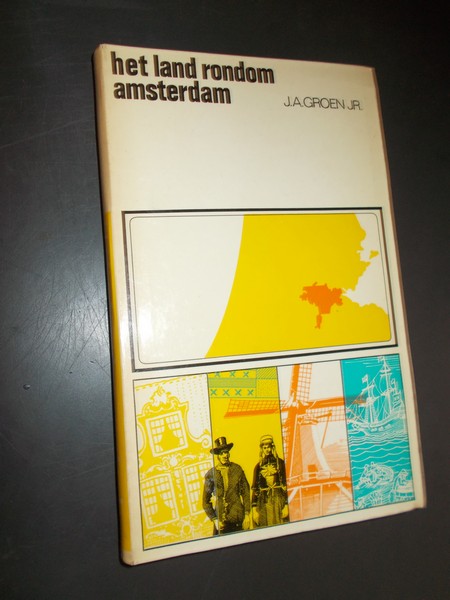 het land rondom
amsterdam
J.A.GROEN JR.